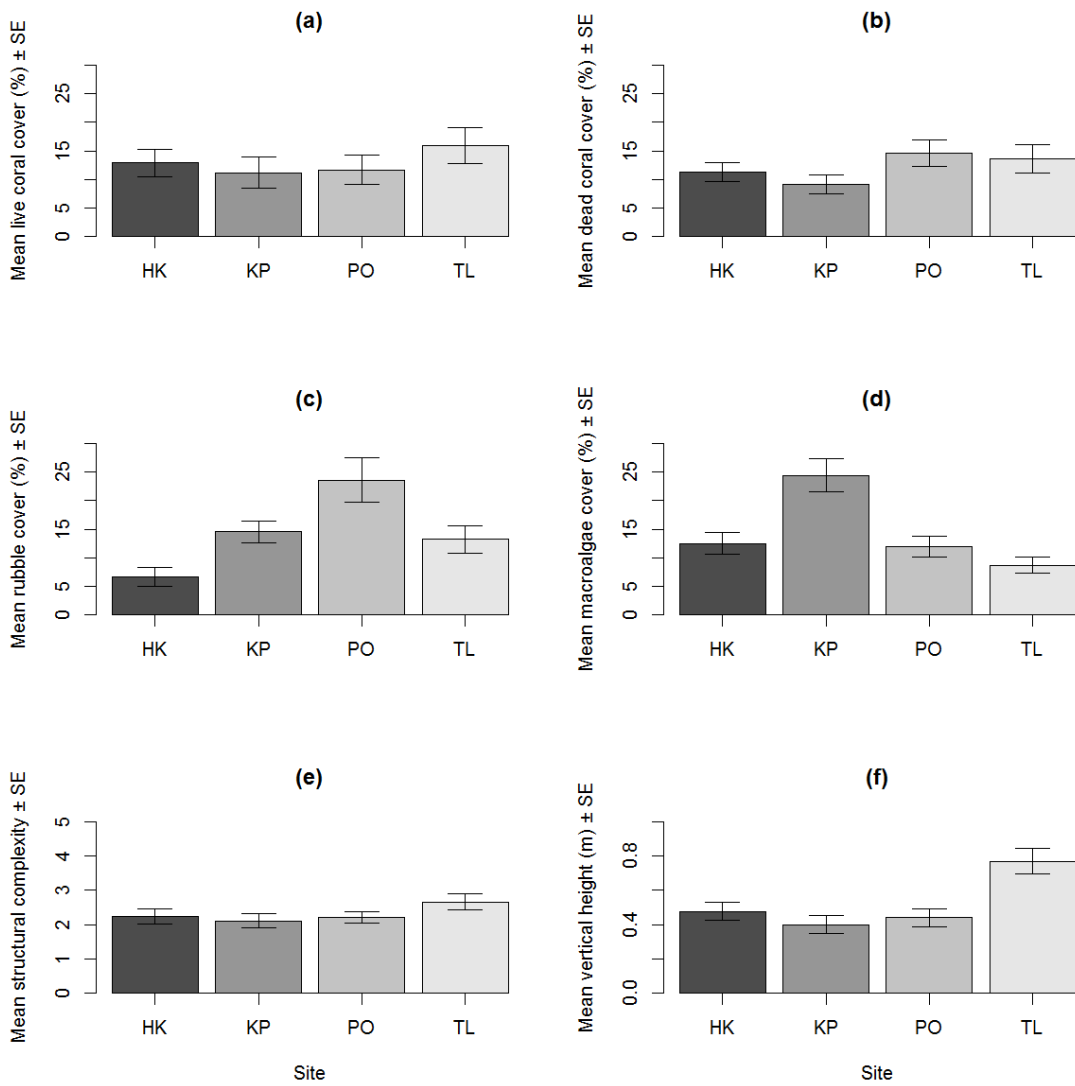 (a)
Mean live coral cover (%) ± SE
0 5 15 25
HK KP PO TL
(b)
Mean dead coral cover (%) ± SE
0 5 15 25
HK KP PO TL
(c)
Mean rubble cover (%) ± SE
0 5 15 25
HK KP PO TL
(d)
Mean macroalgae cover (%) ± SE
0 5 15 25
HK KP PO TL
(e)
Mean structural complexity ± SE
0 1 2 3 4 5
HK KP PO TL
Site
(f)
Mean vertical height (m) ± SE
0.0 0.4 0.8
HK KP PO TL
Site